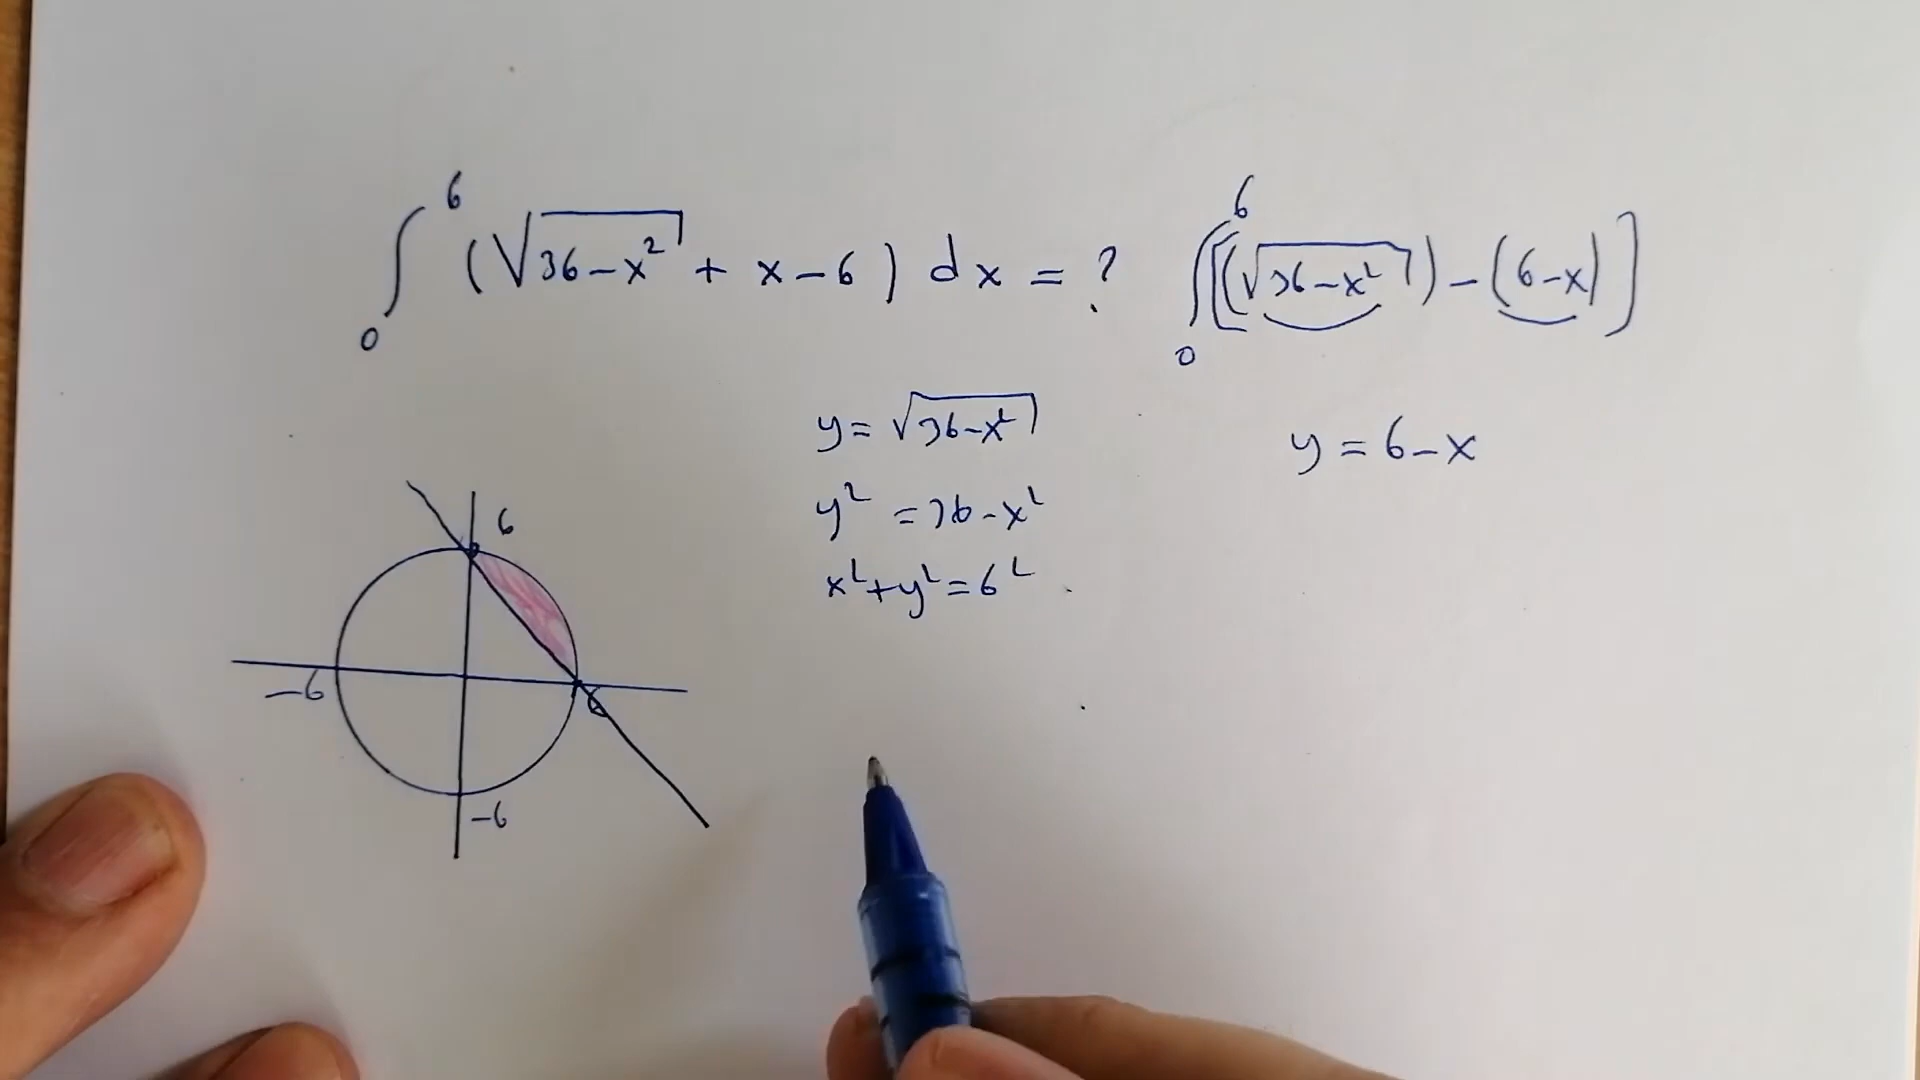 ∫₀⁶ (√(36-x²) + x-6) dx = ? ∫₀⁶ [(√(36-x²)) - (6-x)]
y = √(36-x²)
y = 6-x
y² = 36-x²
x²+y² = 6²
6
-6
6
-6